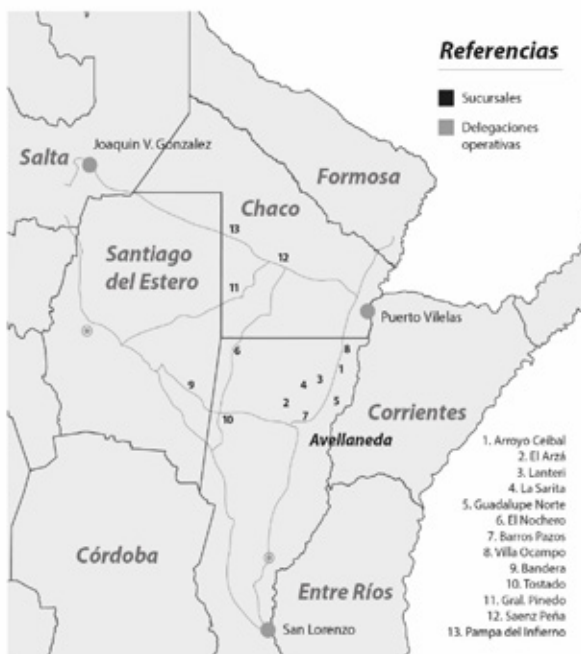 9
Referencias
Sucursales
Delegaciones
operativas
Joaquin V. Gonzalez
Salta
Formosa
Chaco
13
12
Santiago
del Estero
11
Puerto Vilelas
6
8
1
4
3
9
2
5
10
7
Corrientes
Avellaneda
1. Arroyo Ceibal
2. El Arzá
3. Lanteri
4. La Sarita
5. Guadalupe Norte
6. El Nochero
7. Barros Pazos
8. Villa Ocampo
9. Bandera
10. Tostado
11. Gral. Pinedo
12. Saenz Peña
13. Pampa del Infierno
Córdoba
Entre Ríos
San Lorenzo